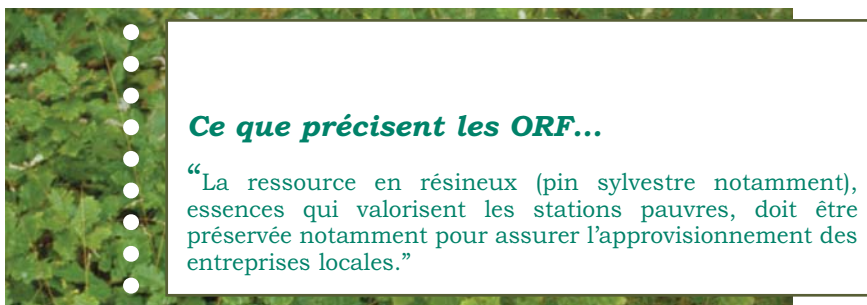 Ce que précisent les ORF...
“La ressource en résineux (pin sylvestre notamment),
essences qui valorisent les stations pauvres, doit être
préservée notamment pour assurer l’approvisionnement des
entreprises locales.”